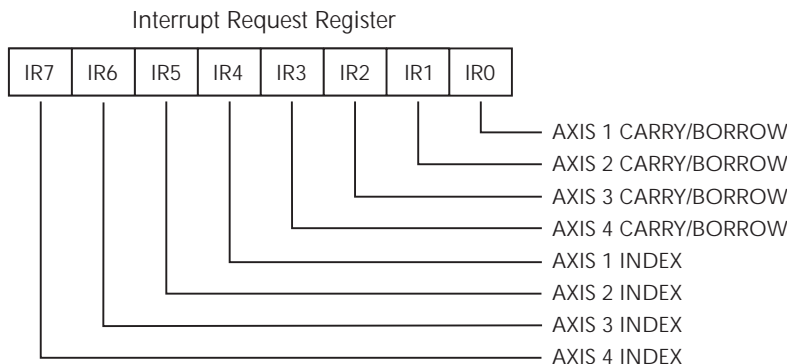 Interrupt Request Register
IR7 IR6 IR5 IR4 IR3 IR2 IR1 IR0
AXIS 1 CARRY/BORROW
AXIS 2 CARRY/BORROW
AXIS 3 CARRY/BORROW
AXIS 4 CARRY/BORROW
AXIS 1 INDEX
AXIS 2 INDEX
AXIS 3 INDEX
AXIS 4 INDEX